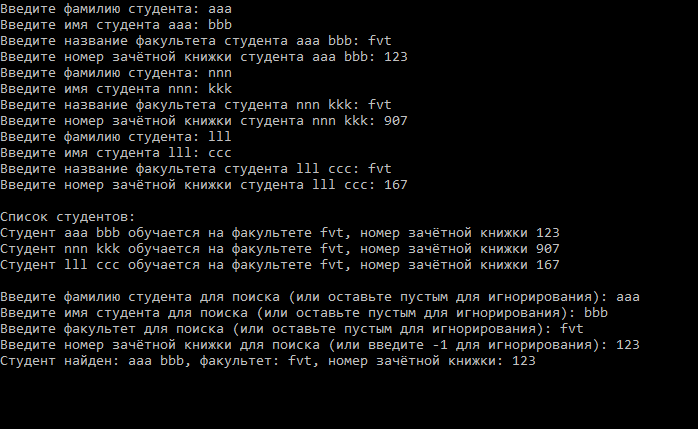 Введите фамилию студента: aaa
Введите имя студента aaa: bbb
Введите название факультета студента aaa bbb: fvt
Введите номер зачётной книжки студента aaa bbb: 123
Введите фамилию студента: nnn
Введите имя студента nnn: kkk
Введите название факультета студента nnn kkk: fvt
Введите номер зачётной книжки студента nnn kkk: 907
Введите фамилию студента: lll
Введите имя студента lll: ccc
Введите название факультета студента lll ccc: fvt
Введите номер зачётной книжки студента lll ccc: 167
Список студентов:
Студент aaa bbb обучается на факультете fvt, номер зачётной книжки 123
Студент nnn kkk обучается на факультете fvt, номер зачётной книжки 907
Студент lll ccc обучается на факультете fvt, номер зачётной книжки 167
Введите фамилию студента для поиска (или оставьте пустым для игнорирования): aaa
Введите имя студента для поиска (или оставьте пустым для игнорирования): bbb
Введите факультет для поиска (или оставьте пустым для игнорирования): fvt
Введите номер зачётной книжки для поиска (или введите -1 для игнорирования): 123
Студент найден: aaa bbb, факультет: fvt, номер зачётной книжки: 123